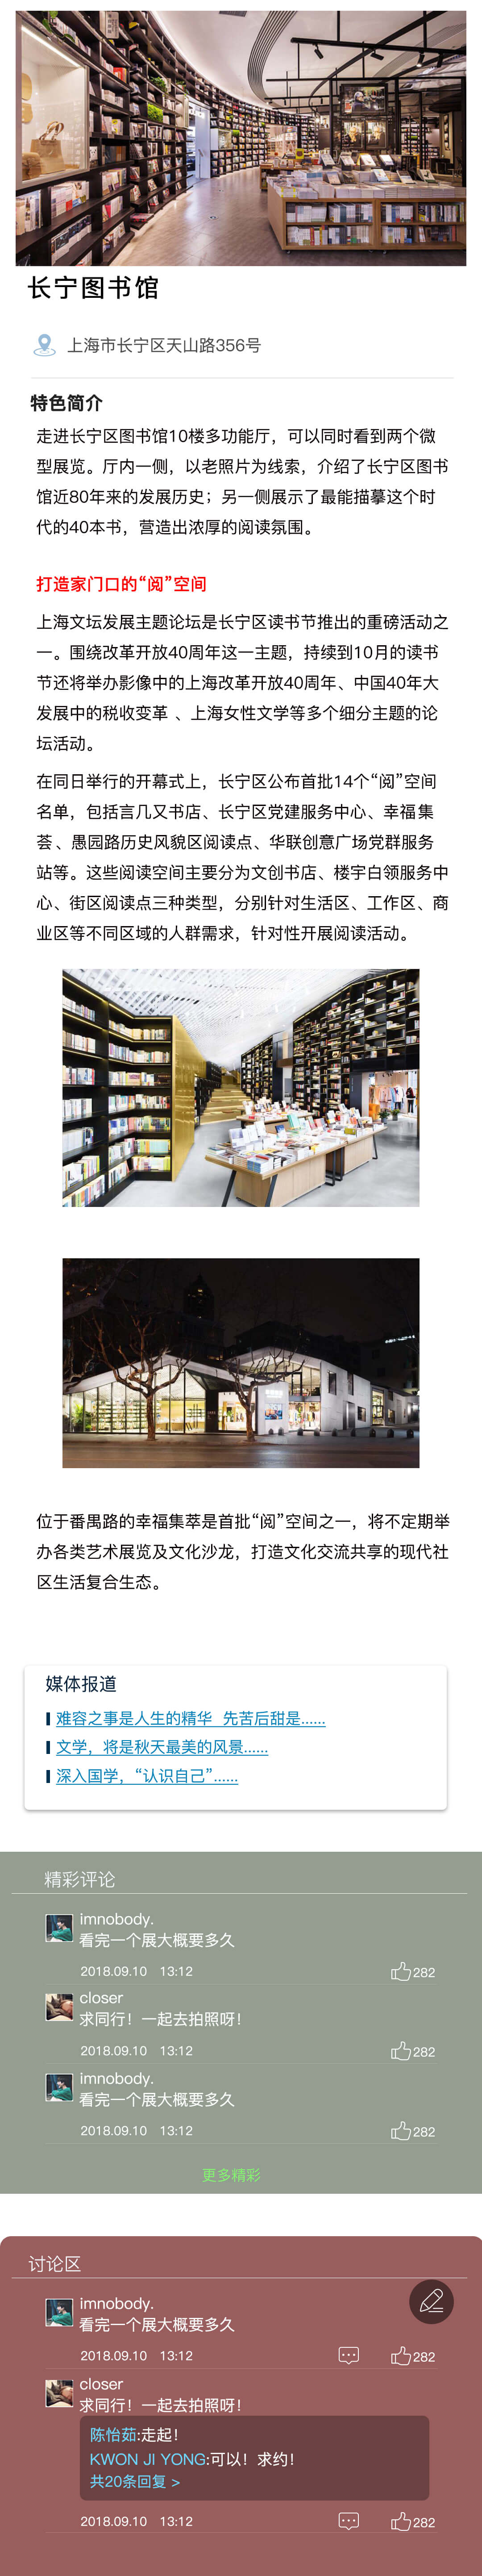 长宁图书馆
上海市长宁区天山路356号
特色简介
走进长宁区图书馆10楼多功能厅，可以同时看到两个微
型展览。厅内一侧，以老照片为线索，介绍了长宁区图书
馆近80年来的发展历史；另一侧展示了最能描摹这个时
代的40本书，营造出浓厚的阅读氛围。
打造家门口的“阅”空间
上海文坛发展主题论坛是长宁区读书节推出的重磅活动之
一。围绕改革开放40周年这一主题，持续到10月的读书
节还将举办影像中的上海改革开放40周年、中国40年大
发展中的税收变革 、上海女性文学等多个细分主题的论
坛活动。
在同日举行的开幕式上，长宁区公布首批14个“阅”空间
名单，包括言几又书店、长宁区党建服务中心、幸福集
荟 、愚园路历史风貌区阅读点、华联创意广场党群服务
站等。这些阅读空间主要分为文创书店、楼宇白领服务中
心、街区阅读点三种类型，分别针对生活区、工作区、商
业区等不同区域的人群需求，针对性开展阅读活动。
位于番禺路的幸福集萃是首批“阅”空间之一，将不定期举
办各类艺术展览及文化沙龙，打造文化交流共享的现代社
区生活复合生态。
媒体报道
难容之事是人生的精华 先苦后甜是......
文学，将是秋天最美的风景......
深入国学，“认识自己”......
精彩评论
imnobody.
看完一个展大概要多久
2018.09.10 13:12 282
closer
求同行！一起去拍照呀！
2018.09.10 13:12 282
imnobody.
看完一个展大概要多久
2018.09.10 13:12 282
更多精彩
讨论区
imnobody.
看完一个展大概要多久
2018.09.10 13:12 282
closer
求同行！一起去拍照呀！
陈怡茹:走起！
KWON JI YONG:可以！求约！
共20条回复 >
2018.09.10 13:12 282